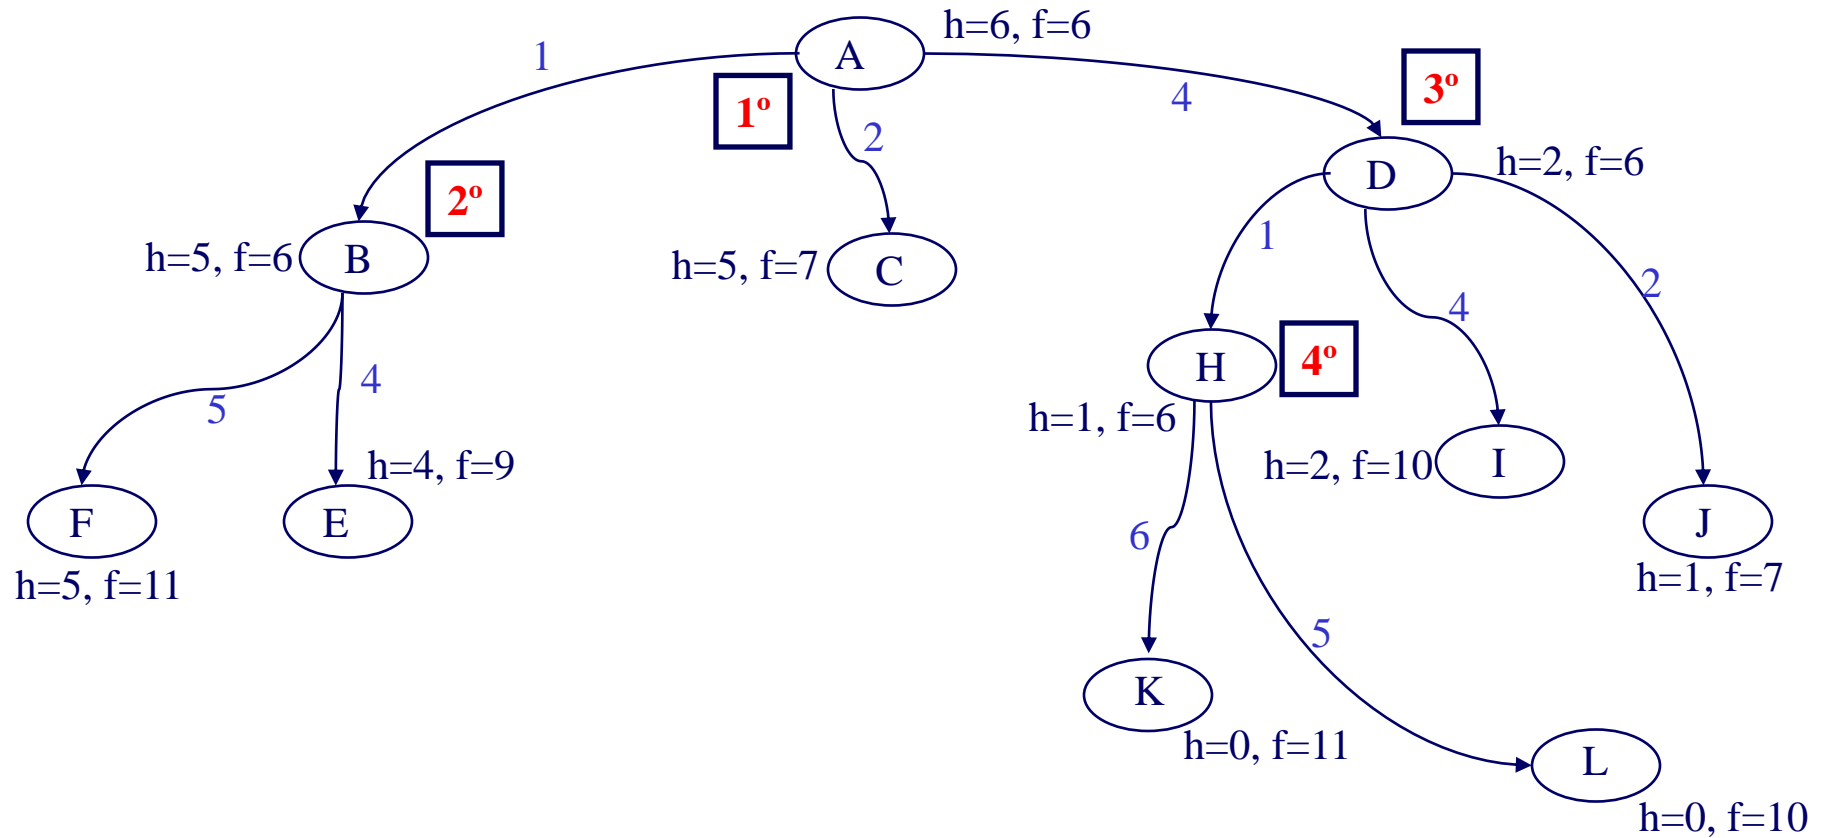 h=6, f=6
A
1
4
3º
1º
2
D
h=2, f=6
2º
h=5, f=6
B
h=5, f=7
C
1
4
2
H
4º
5
4
h=1, f=6
h=4, f=9
h=2, f=10
I
F
E
J
6
h=5, f=11
h=1, f=7
5
K
h=0, f=11
L
h=0, f=10